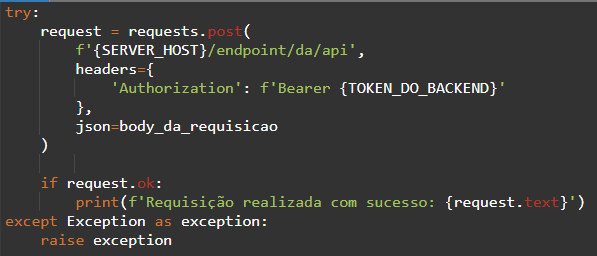 try:
    request = requests.post(
        f'{SERVER_HOST}/endpoint/da/api',
        headers={
            'Authorization': f'Bearer {TOKEN_DO_BACKEND}'
        },
        json=body_da_requisicao
    )

    if request.ok:
        print(f'Requisição realizada com sucesso: {request.text}')
except Exception as exception:
    raise exception